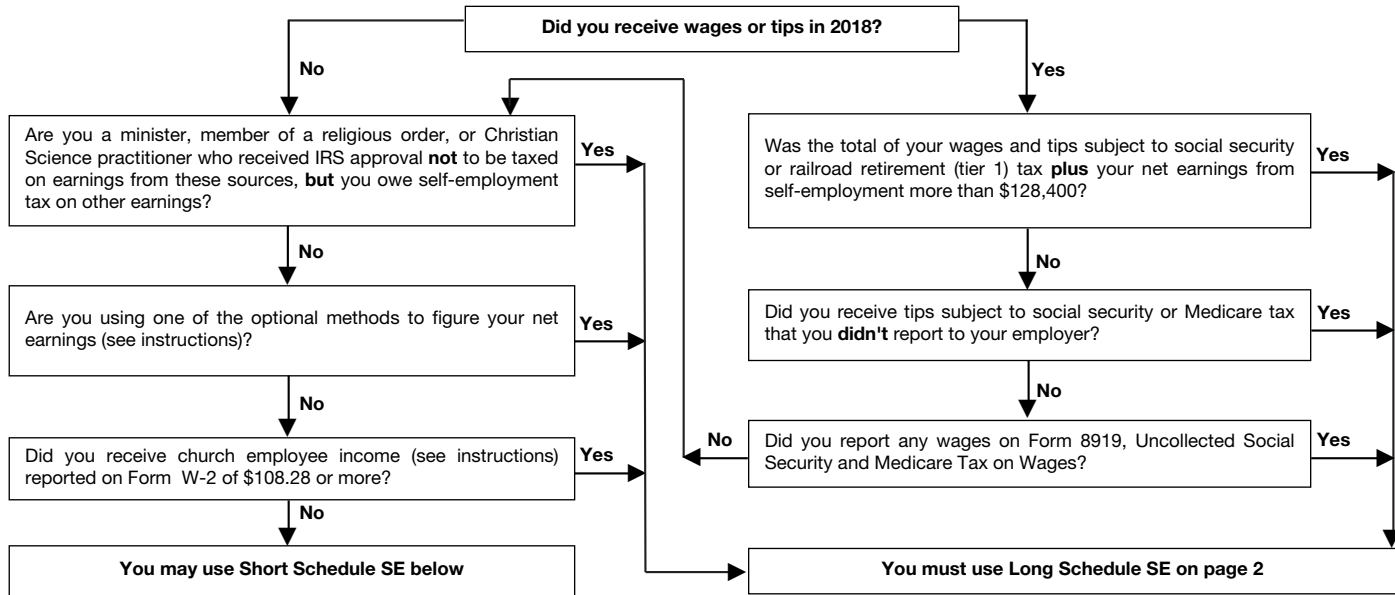 Did you receive wages or tips in 2018?
No
Yes
Are you a minister, member of a religious order, or Christian
Science practitioner who received IRS approval not to be taxed
on earnings from these sources, but you owe self-employment
tax on other earnings?
Yes
Was the total of your wages and tips subject to social security
or railroad retirement (tier 1) tax plus your net earnings from
self-employment more than $128,400?
Yes
No
No
Are you using one of the optional methods to figure your net
earnings (see instructions)?
Yes
Did you receive tips subject to social security or Medicare tax
that you didn't report to your employer?
Yes
No
No
Did you receive church employee income (see instructions)
reported on Form W-2 of $108.28 or more?
Yes
No
Did you report any wages on Form 8919, Uncollected Social
Security and Medicare Tax on Wages?
Yes
No
You may use Short Schedule SE below
You must use Long Schedule SE on page 2